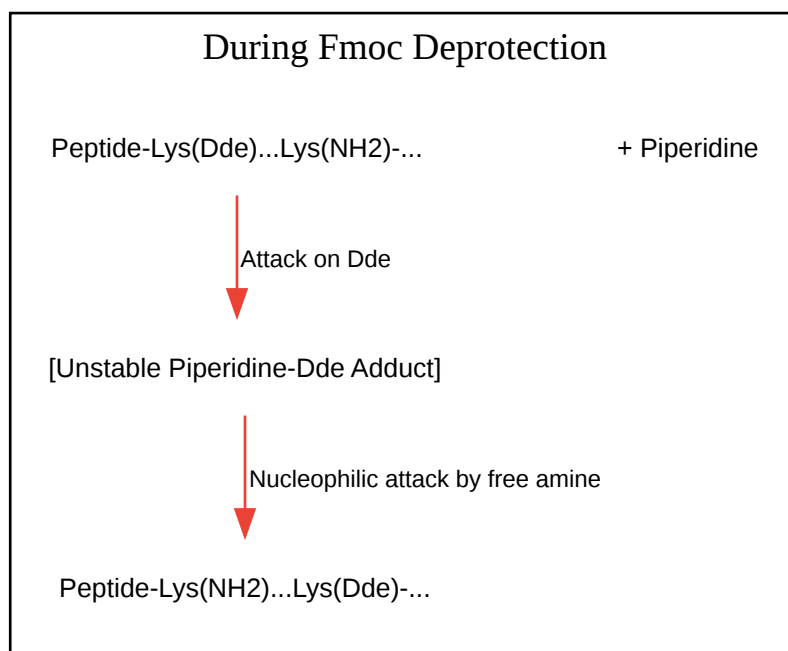 During Fmoc Deprotection
Peptide-Lys(Dde)...Lys(NH2)-... + Piperidine
Attack on Dde
[Unstable Piperidine-Dde Adduct]
Nucleophilic attack by free amine
Peptide-Lys(NH2)...Lys(Dde)-...